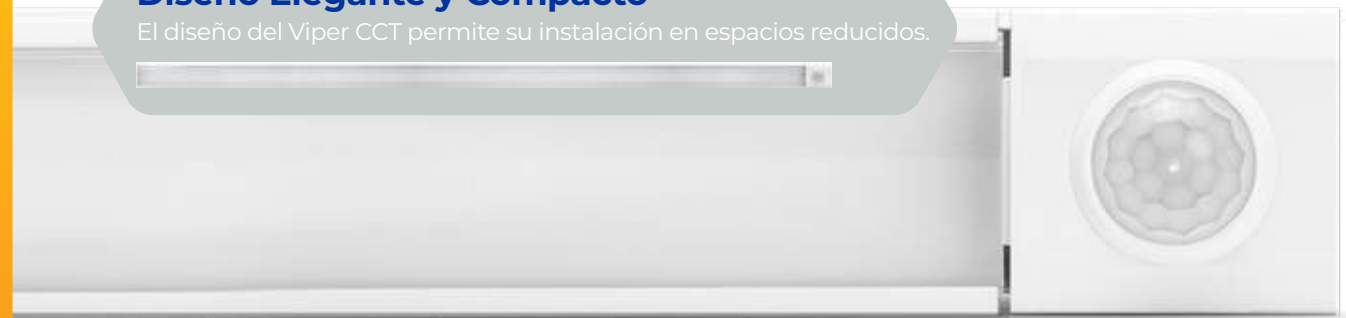 Diseño Elegante y Compacto
El diseño del Viper CCT permite su instalación en espacios reducidos.